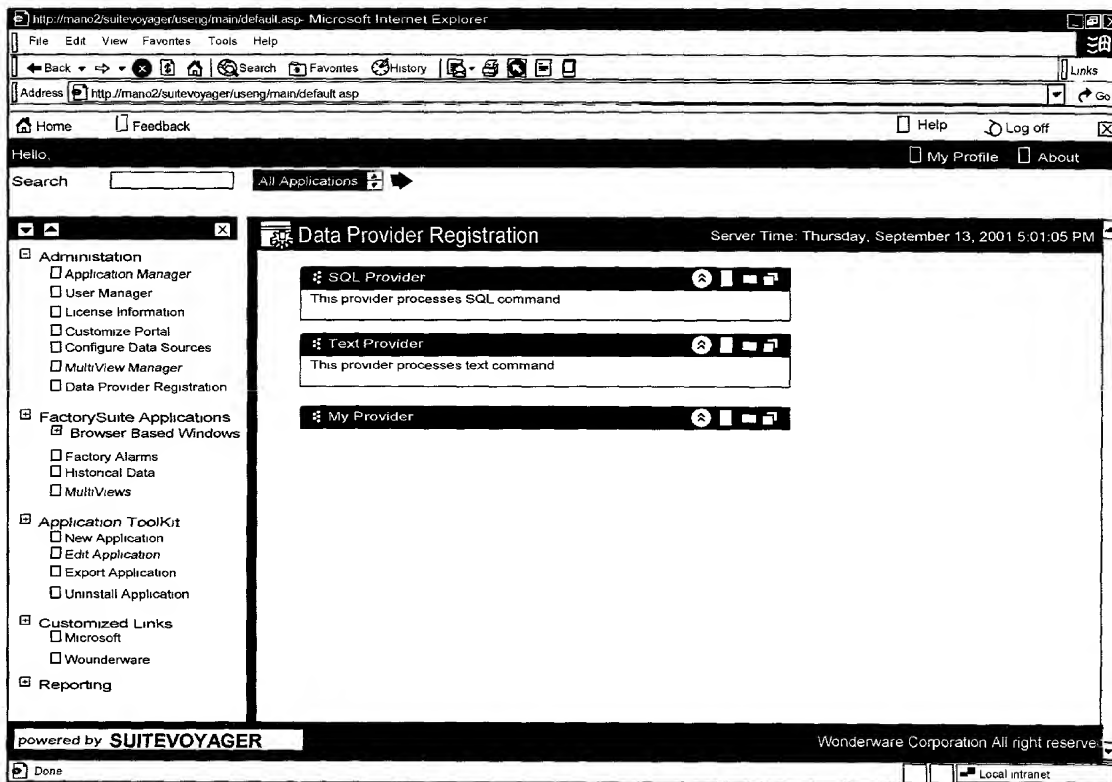 http://mano2/suitevoyager/useng/main/default.asp- Microsoft Internet Explorer
File Edit View Favorites Tools Help
Back Search Favorites History Links
Address http://mano2/suitevoyager/useng/main/default asp Go
Home Feedback Help Log off
Hello, My Profile About
Search All Applications
Data Provider Registration Server Time: Thursday, September 13, 2001 5:01:05 PM
Administation
Application Manager
User Manager
License Information
Customize Portal
Configure Data Sources
MultiView Manager
Data Provider Registration
FactorySuite Applications
Browser Based Windows
Factory Alarms
Historical Data
MultiViews
Application ToolKit
New Application
Edit Application
Export Application
Uninstall Application
Customized Links
Microsoft
Wounderware
Reporting
SQL Provider
This provider processes SQL command
Text Provider
This provider processes text command
My Provider
powered by SUITEVOYAGER Wonderware Corporation All right reserve
Done Local intranet